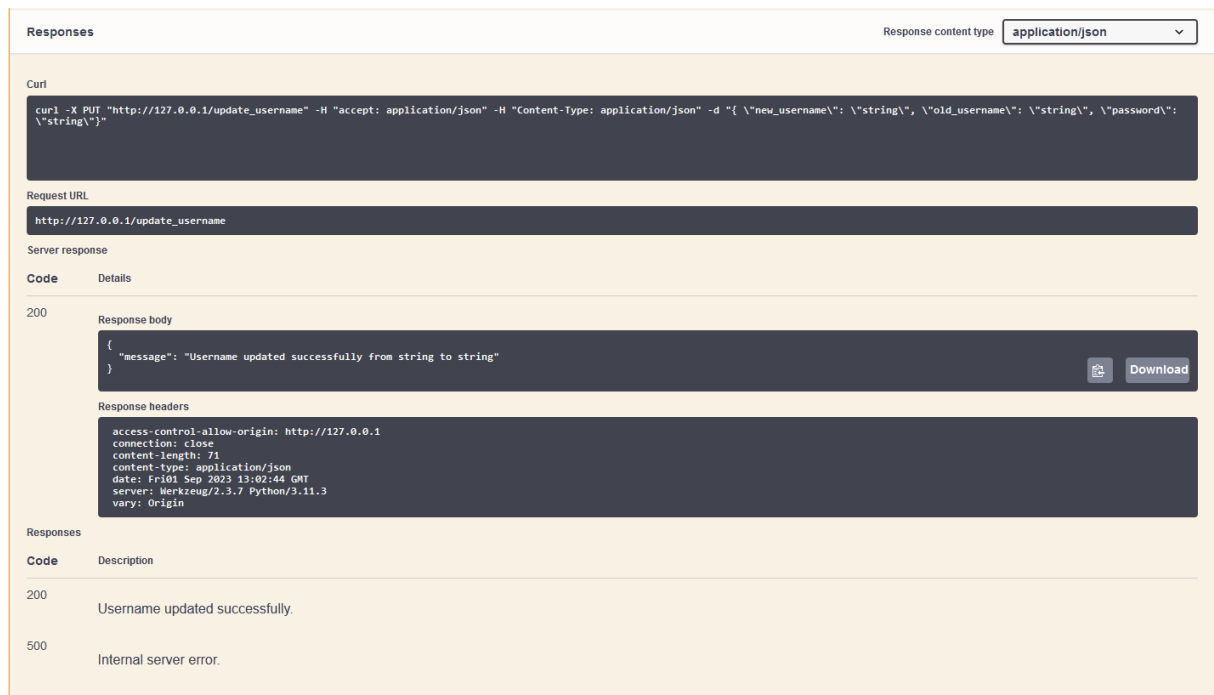 Responses
Response content type application/json
Curl
curl -X PUT "http://127.0.0.1/update_username" -H "accept: application/json" -H "Content-Type: application/json" -d "{ \"new_username\": \"string\", \"old_username\": \"string\", \"password\":
\"string\"}"
Request URL
http://127.0.0.1/update_username
Server response
Code Details
200
Response body
{
"message": "Username updated successfully from string to string"
}
Download
Response headers
access-control-allow-origin: http://127.0.0.1
connection: close
content-length: 71
content-type: application/json
date: Fri01 Sep 2023 13:02:44 GMT
server: Werkzeug/2.3.7 Python/3.11.3
vary: Origin
Responses
Code Description
200
Username updated successfully.
500
Internal server error.